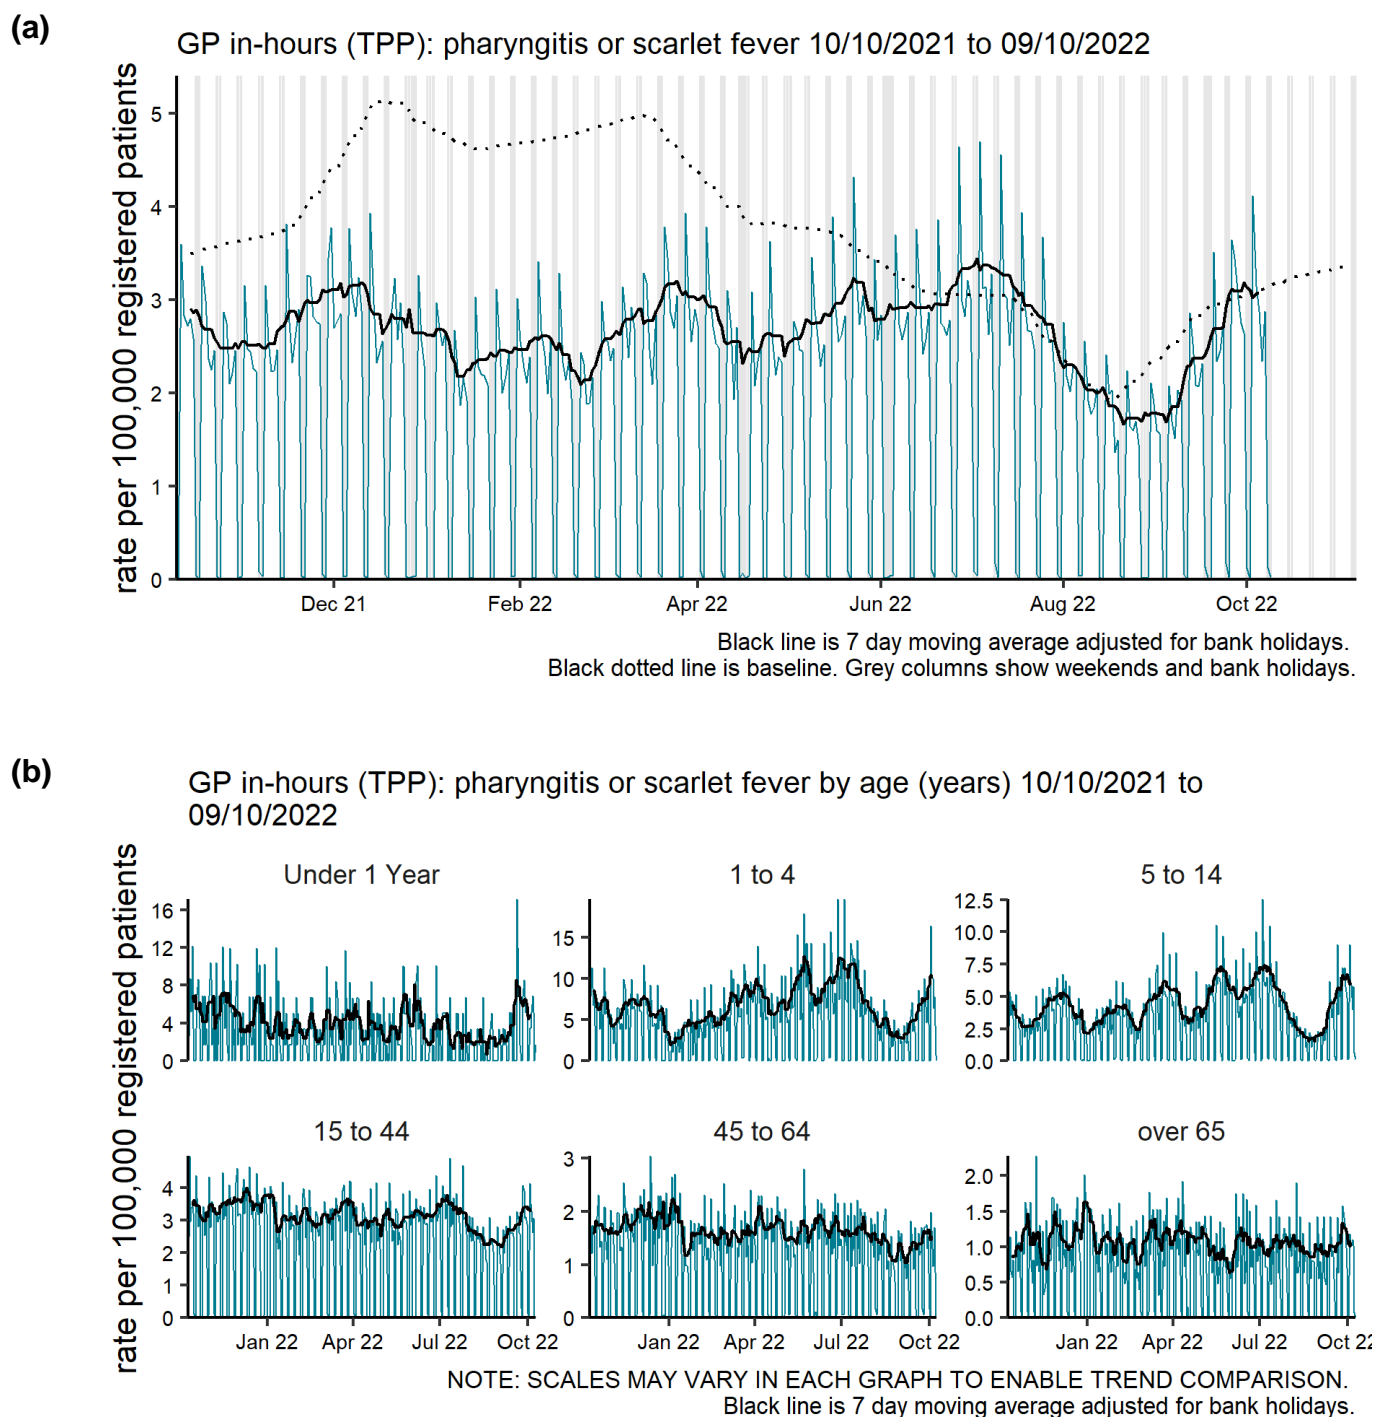 (a)
GP in-hours (TPP): pharyngitis or scarlet fever 10/10/2021 to 09/10/2022
rate per 100,000 registered patients
5
4
3
2
1
0
Dec 21 Feb 22 Apr 22 Jun 22 Aug 22 Oct 22
Black line is 7 day moving average adjusted for bank holidays.
Black dotted line is baseline. Grey columns show weekends and bank holidays.
(b)
GP in-hours (TPP): pharyngitis or scarlet fever by age (years) 10/10/2021 to
09/10/2022
rate per 100,000 registered patients
Under 1 Year
16
12
8
4
0
1 to 4
15
10
5
0
5 to 14
12.5
10.0
7.5
5.0
2.5
0.0
15 to 44
4
3
2
1
0
Jan 22 Apr 22 Jul 22 Oct 22
45 to 64
3
2
1
0
Jan 22 Apr 22 Jul 22 Oct 22
over 65
2.0
1.5
1.0
0.5
0.0
Jan 22 Apr 22 Jul 22 Oct 22
NOTE: SCALES MAY VARY IN EACH GRAPH TO ENABLE TREND COMPARISON.
Black line is 7 day moving average adjusted for bank holidays.